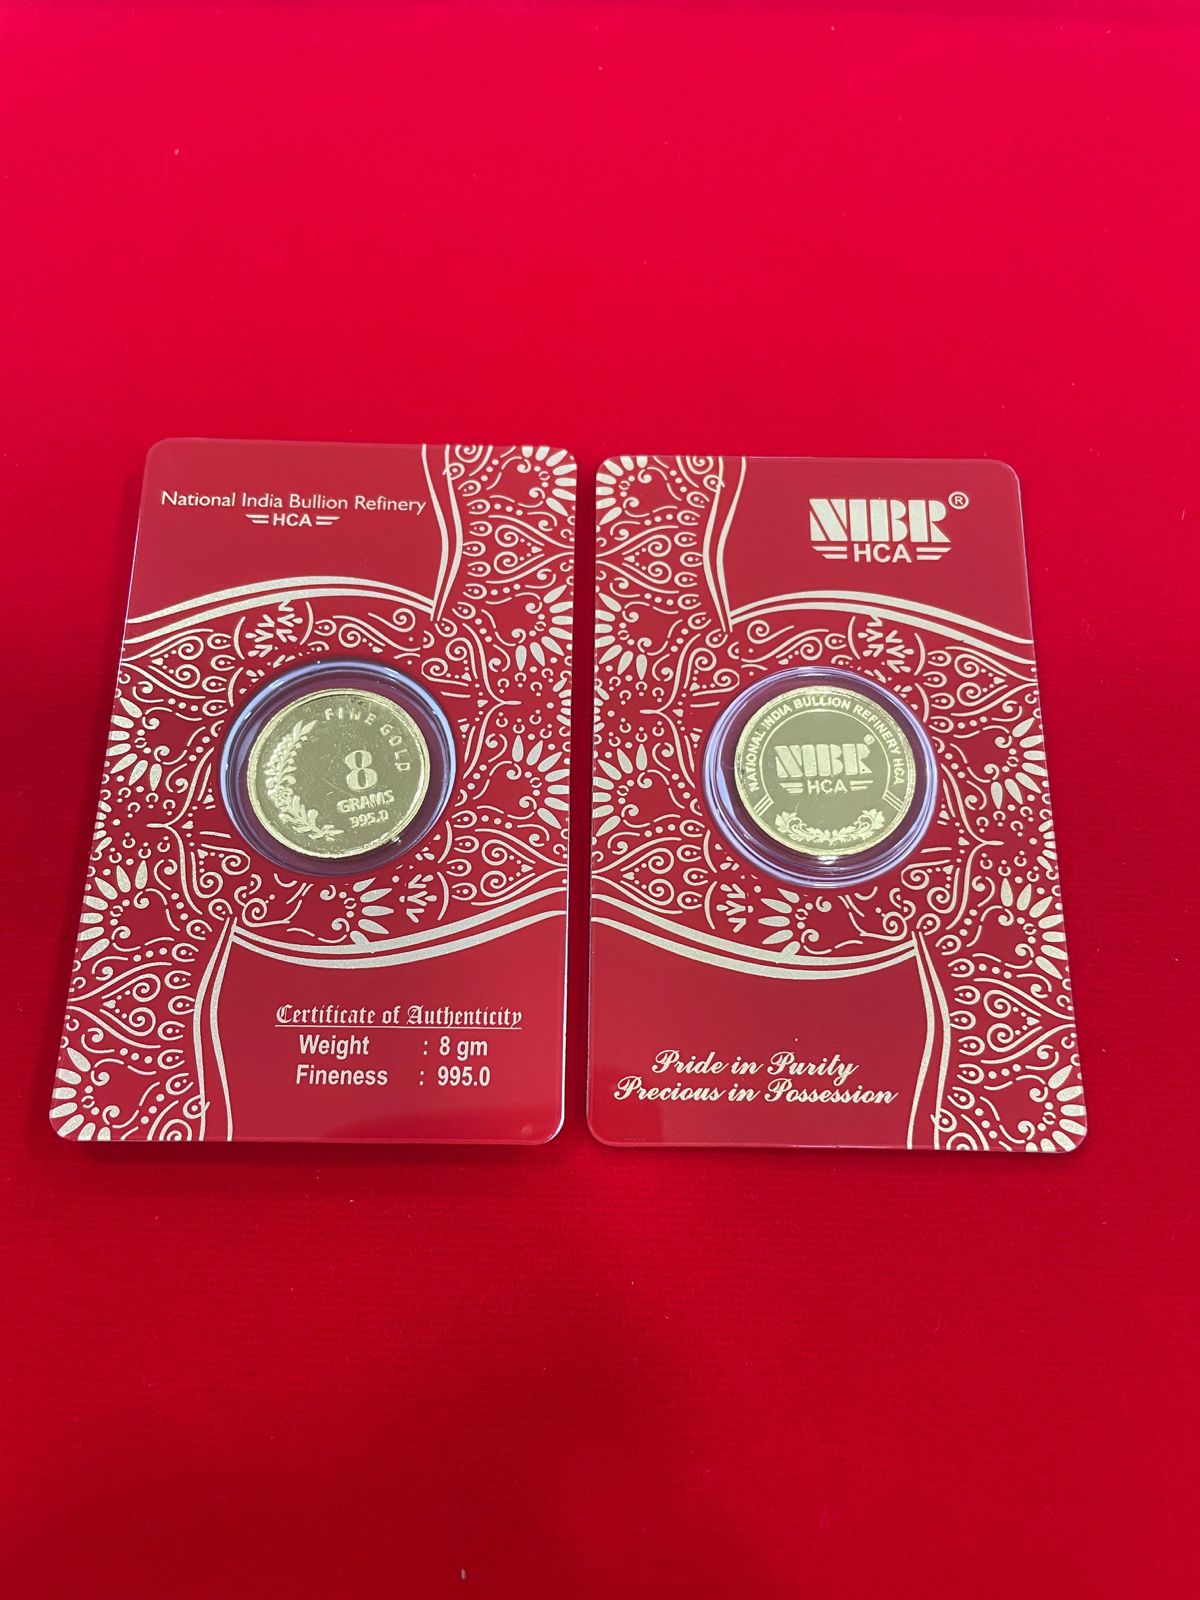 National India Bullion Refinery
HCA
FINE GOLD
8
GRAMS
995.0
Certificate of Authenticity
Weight : 8 gm
Fineness : 995.0
NIBR®
HCA
NATIONAL INDIA BULLION REFINERY HCA
NIBR®
HCA
Pride in Purity
Precious in Possession